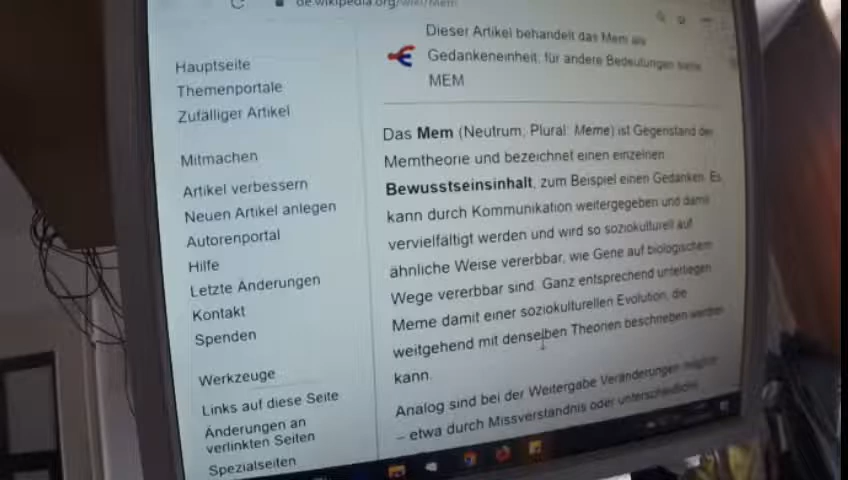 de.wikipedia.org/wiki/Mem
Dieser Artikel behandelt das Mem als
Gedankeneinheit; für andere Bedeutungen siehe
MEM
Hauptseite
Themenportale
Zufälliger Artikel
Mitmachen
Artikel verbessern
Neuen Artikel anlegen
Autorenportal
Hilfe
Letzte Änderungen
Kontakt
Spenden
Werkzeuge
Links auf diese Seite
Änderungen an
verlinkten Seiten
Spezialseiten
Das Mem (Neutrum; Plural: Meme) ist Gegenstand der
Memtheorie und bezeichnet einen einzelnen
Bewusstseinsinhalt, zum Beispiel einen Gedanken. Es
kann durch Kommunikation weitergegeben und damit
vervielfältigt werden und wird so soziokulturell auf
ähnliche Weise vererbbar, wie Gene auf biologischem
Wege vererbbar sind. Ganz entsprechend unterliegen
Meme damit einer soziokulturellen Evolution, die
weitgehend mit denselben Theorien beschrieben werden
kann.
Analog sind bei der Weitergabe Veränderungen möglich
– etwa durch Missverständnis oder unterschiedliche